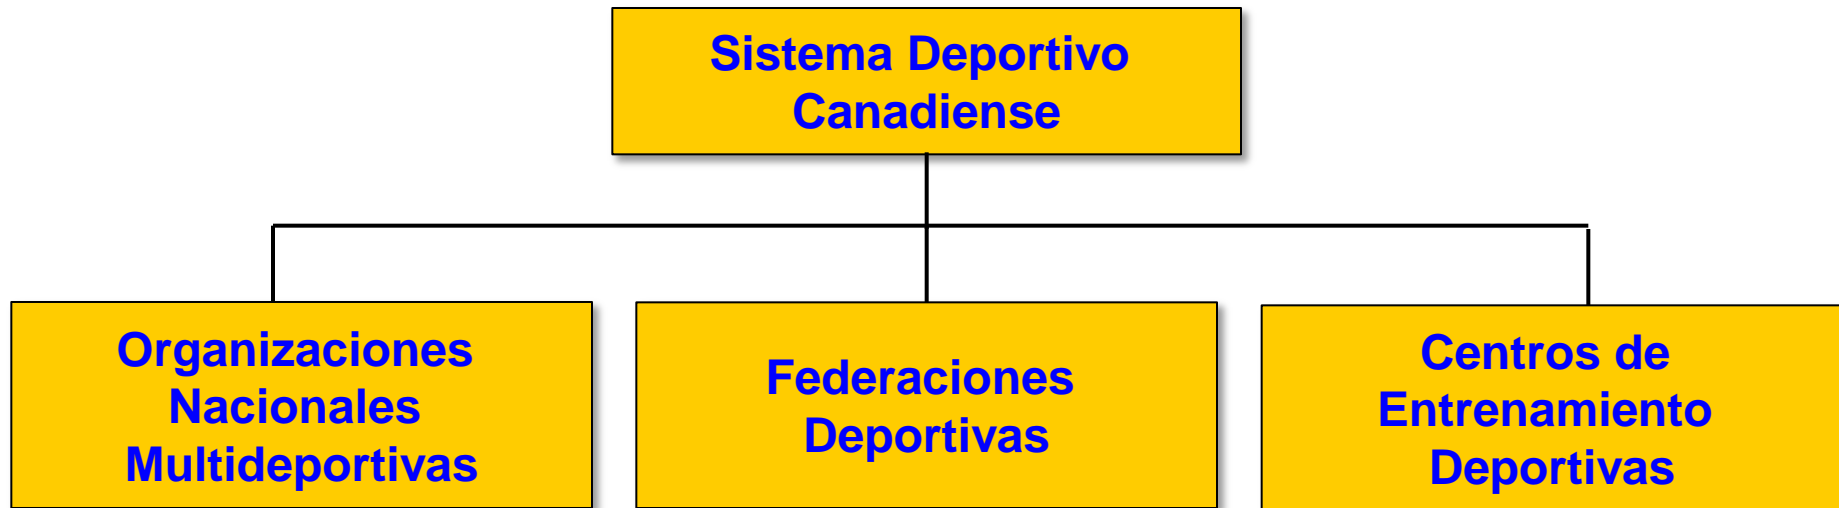 Sistema Deportivo
Canadiense
Organizaciones
Nacionales
Multideportivas
Federaciones
Deportivas
Centros de
Entrenamiento
Deportivas